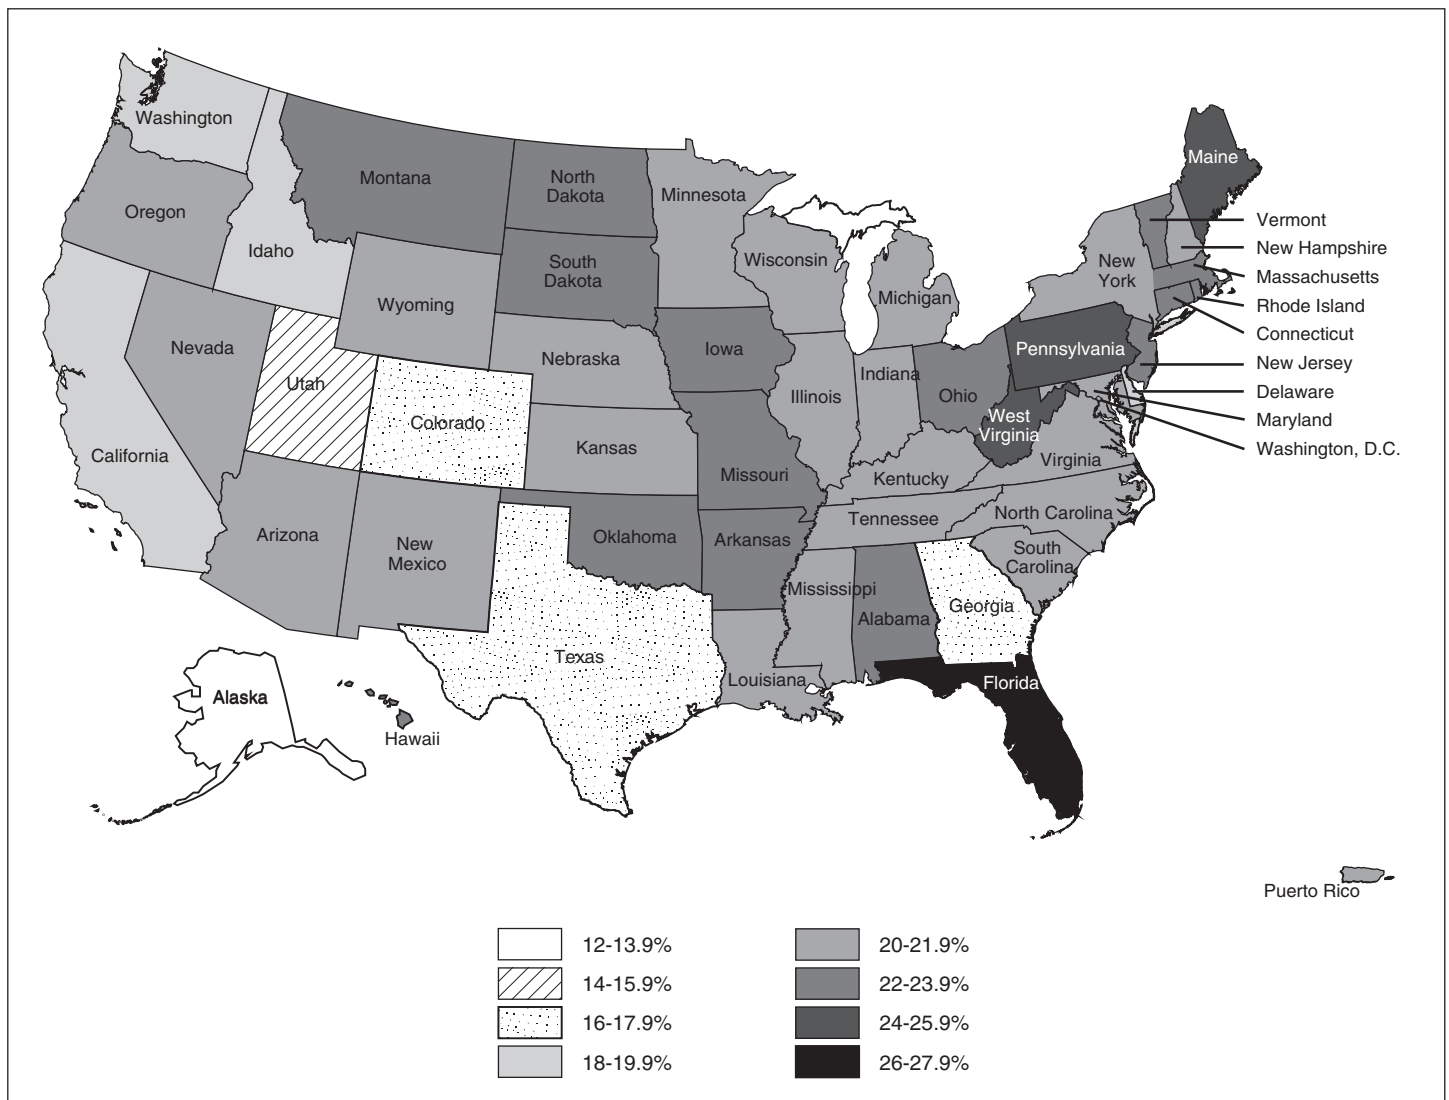 Washington
Maine
Montana
North
Dakota
Minnesota
Oregon
Vermont
New Hampshire
Idaho
Wisconsin
New
York
South
Dakota
Massachusetts
Michigan
Wyoming
Rhode Island
Connecticut
Nevada
Iowa
Pennsylvania
Nebraska
New Jersey
Utah
Indiana
Illinois
Ohio
Delaware
Colorado
West
Virginia
Maryland
California
Kansas
Washington, D.C.
Virginia
Missouri
Kentucky
North Carolina
Tennessee
Arizona
Oklahoma
Arkansas
New
Mexico
South
Carolina
Mississippi
Georgia
Alabama
Texas
Louisiana
Florida
Alaska
Hawaii
Puerto Rico
12-13.9%
14-15.9%
16-17.9%
18-19.9%
20-21.9%
22-23.9%
24-25.9%
26-27.9%